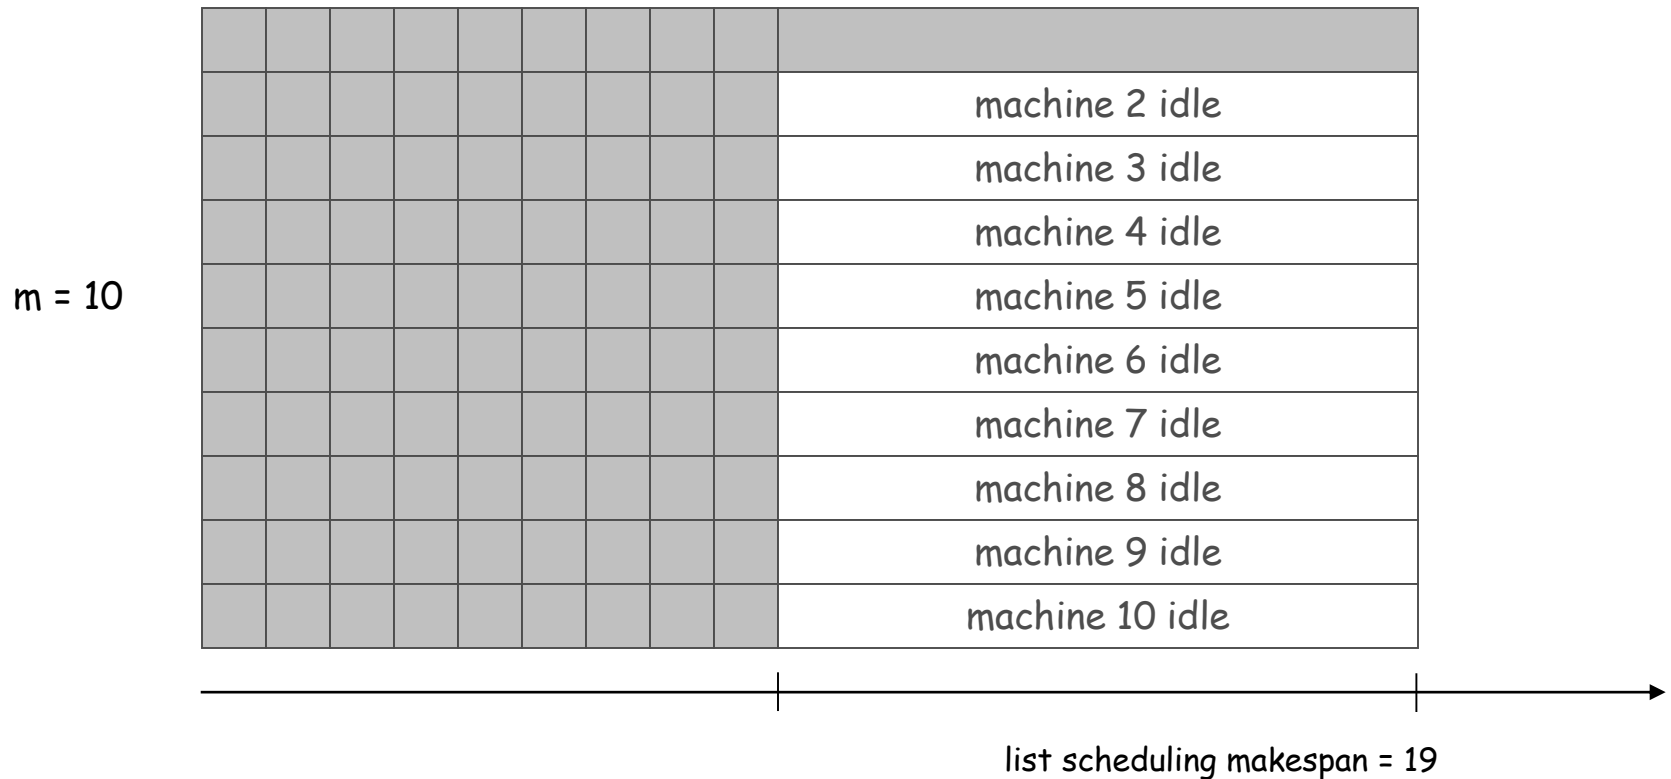 machine 2 idle
machine 3 idle
machine 4 idle
m = 10
machine 5 idle
machine 6 idle
machine 7 idle
machine 8 idle
machine 9 idle
machine 10 idle
list scheduling makespan = 19